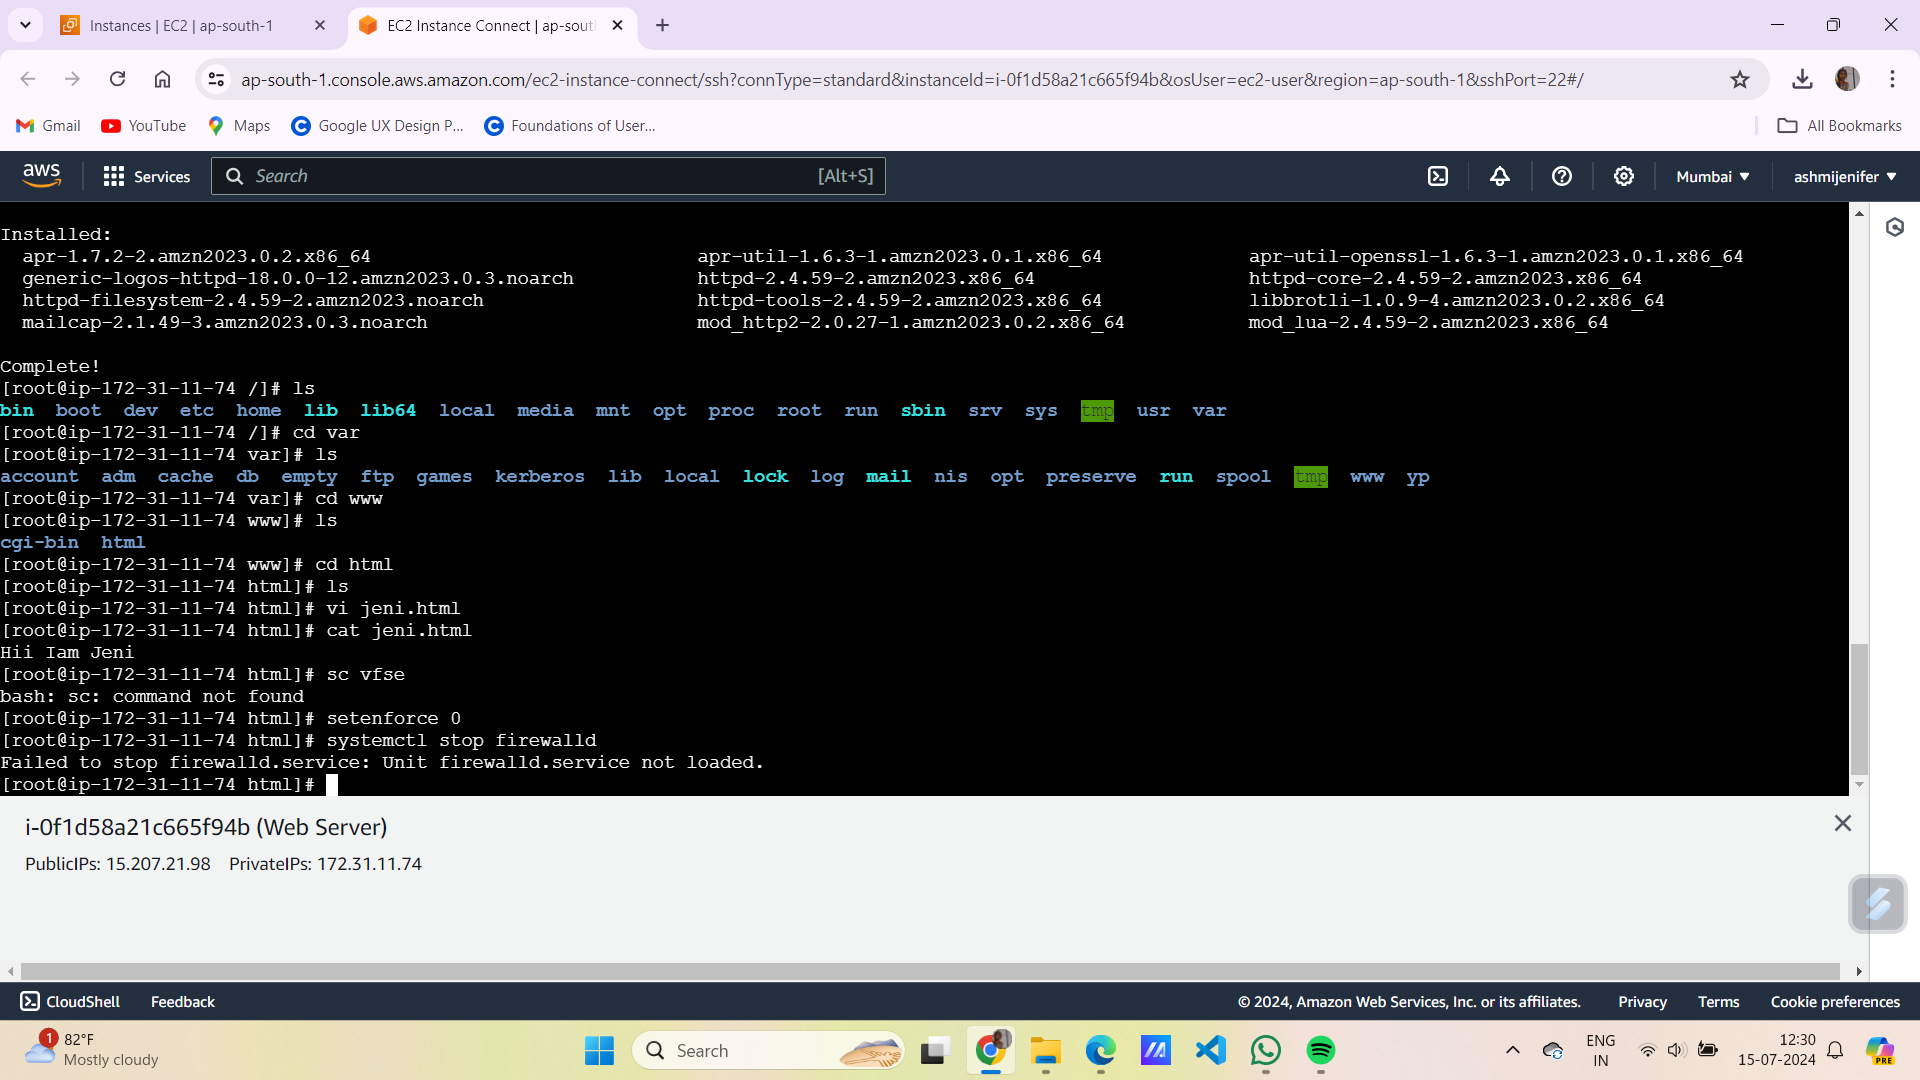 Instances | EC2 | ap-south-1
EC2 Instance Connect | ap-sout
ap-south-1.console.aws.amazon.com/ec2-instance-connect/ssh?connType=standard&instanceId=i-0f1d58a21c665f94b&osUser=ec2-user&region=ap-south-1&sshPort=22#/
Gmail YouTube Maps Google UX Design P... Foundations of User... All Bookmarks
aws Services Search [Alt+S] Mumbai ashmijenifer
Installed:
apr-1.7.2-2.amzn2023.0.2.x86_64 apr-util-1.6.3-1.amzn2023.0.1.x86_64 apr-util-openssl-1.6.3-1.amzn2023.0.1.x86_64
generic-logos-httpd-18.0.0-12.amzn2023.0.3.noarch httpd-2.4.59-2.amzn2023.x86_64 httpd-core-2.4.59-2.amzn2023.x86_64
httpd-filesystem-2.4.59-2.amzn2023.noarch httpd-tools-2.4.59-2.amzn2023.x86_64 libbrotli-1.0.9-4.amzn2023.0.2.x86_64
mailcap-2.1.49-3.amzn2023.0.3.noarch mod_http2-2.0.27-1.amzn2023.0.2.x86_64 mod_lua-2.4.59-2.amzn2023.x86_64
Complete!
[root@ip-172-31-11-74 /]# ls
bin boot dev etc home lib lib64 local media mnt opt proc root run sbin srv sys tmp usr var
[root@ip-172-31-11-74 /]# cd var
[root@ip-172-31-11-74 var]# ls
account adm cache db empty ftp games kerberos lib local lock log mail nis opt preserve run spool tmp www yp
[root@ip-172-31-11-74 var]# cd www
[root@ip-172-31-11-74 www]# ls
cgi-bin html
[root@ip-172-31-11-74 www]# cd html
[root@ip-172-31-11-74 html]# ls
[root@ip-172-31-11-74 html]# vi jeni.html
[root@ip-172-31-11-74 html]# cat jeni.html
Hii Iam Jeni
[root@ip-172-31-11-74 html]# sc vfse
bash: sc: command not found
[root@ip-172-31-11-74 html]# setenforce 0
[root@ip-172-31-11-74 html]# systemctl stop firewalld
Failed to stop firewalld.service: Unit firewalld.service not loaded.
[root@ip-172-31-11-74 html]#
i-0f1d58a21c665f94b (Web Server)
PublicIPs: 15.207.21.98 PrivateIPs: 172.31.11.74
CloudShell Feedback © 2024, Amazon Web Services, Inc. or its affiliates. Privacy Terms Cookie preferences
1 82°F
Mostly cloudy
Search
ENG
IN
12:30
15-07-2024
PRE